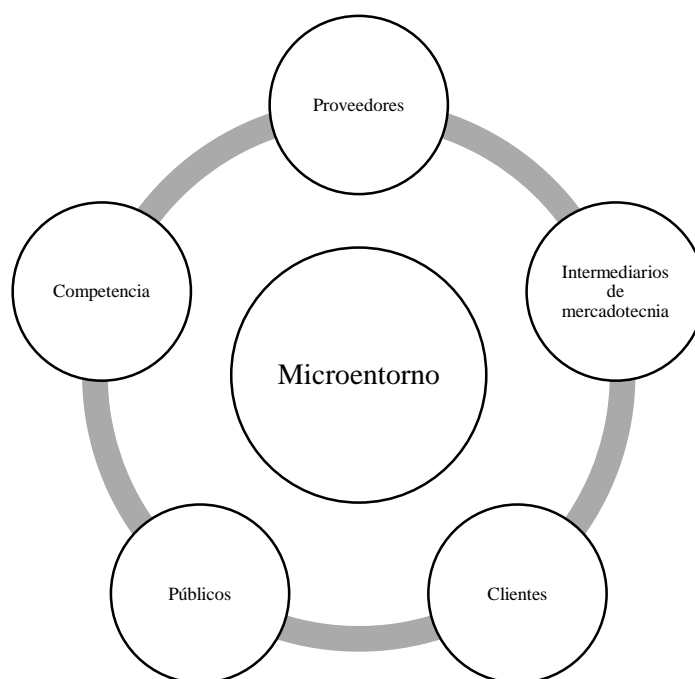 Proveedores
Intermediarios
de
mercadotecnia
Clientes
Públicos
Competencia
Microentorno